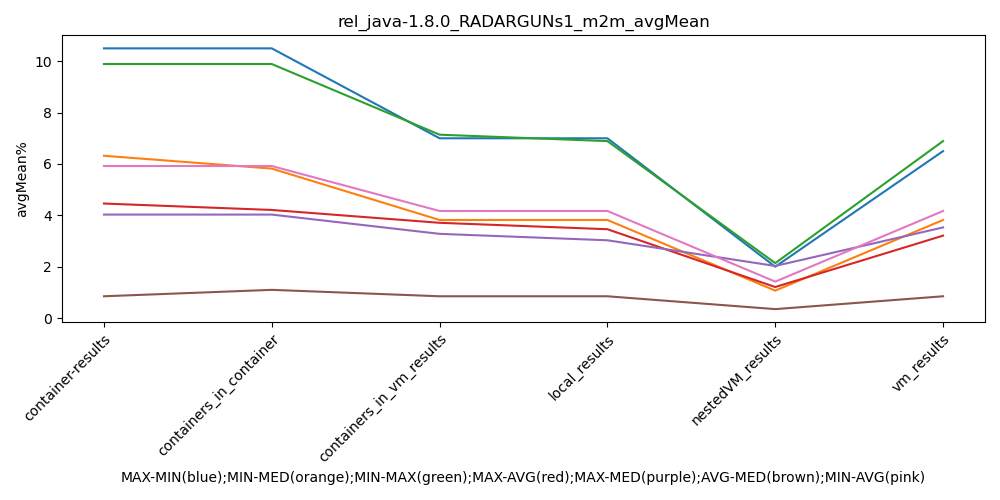 rel_java-1.8.0_RADARGUNs1_m2m_avgMean
avgMean%
10
8
6
4
2
0
container-results
containers_in_container
containers_in_vm_results
local_results
nestedVM_results
vm_results
MAX-MIN(blue);MIN-MED(orange);MIN-MAX(green);MAX-AVG(red);MAX-MED(purple);AVG-MED(brown);MIN-AVG(pink)